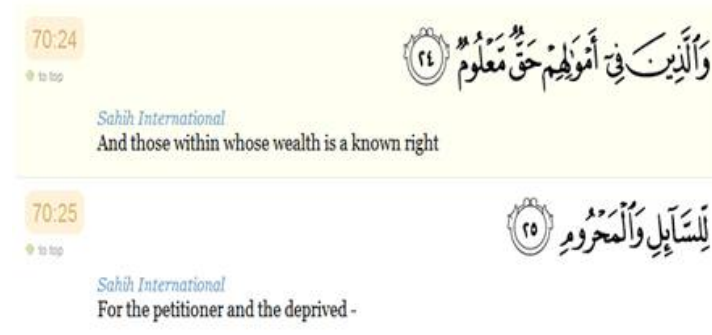 70:24
وَٱلَّذِينَ فِىٓ أَمْوَٰلِهِمْ حَقٌّ مَّعْلُومٌ ٢٤
to top
Sahih International
And those within whose wealth is a known right
70:25
لِّلسَّآئِلِ وَٱلْمَحْرُومِ ٢٥
to top
Sahih International
For the petitioner and the deprived -